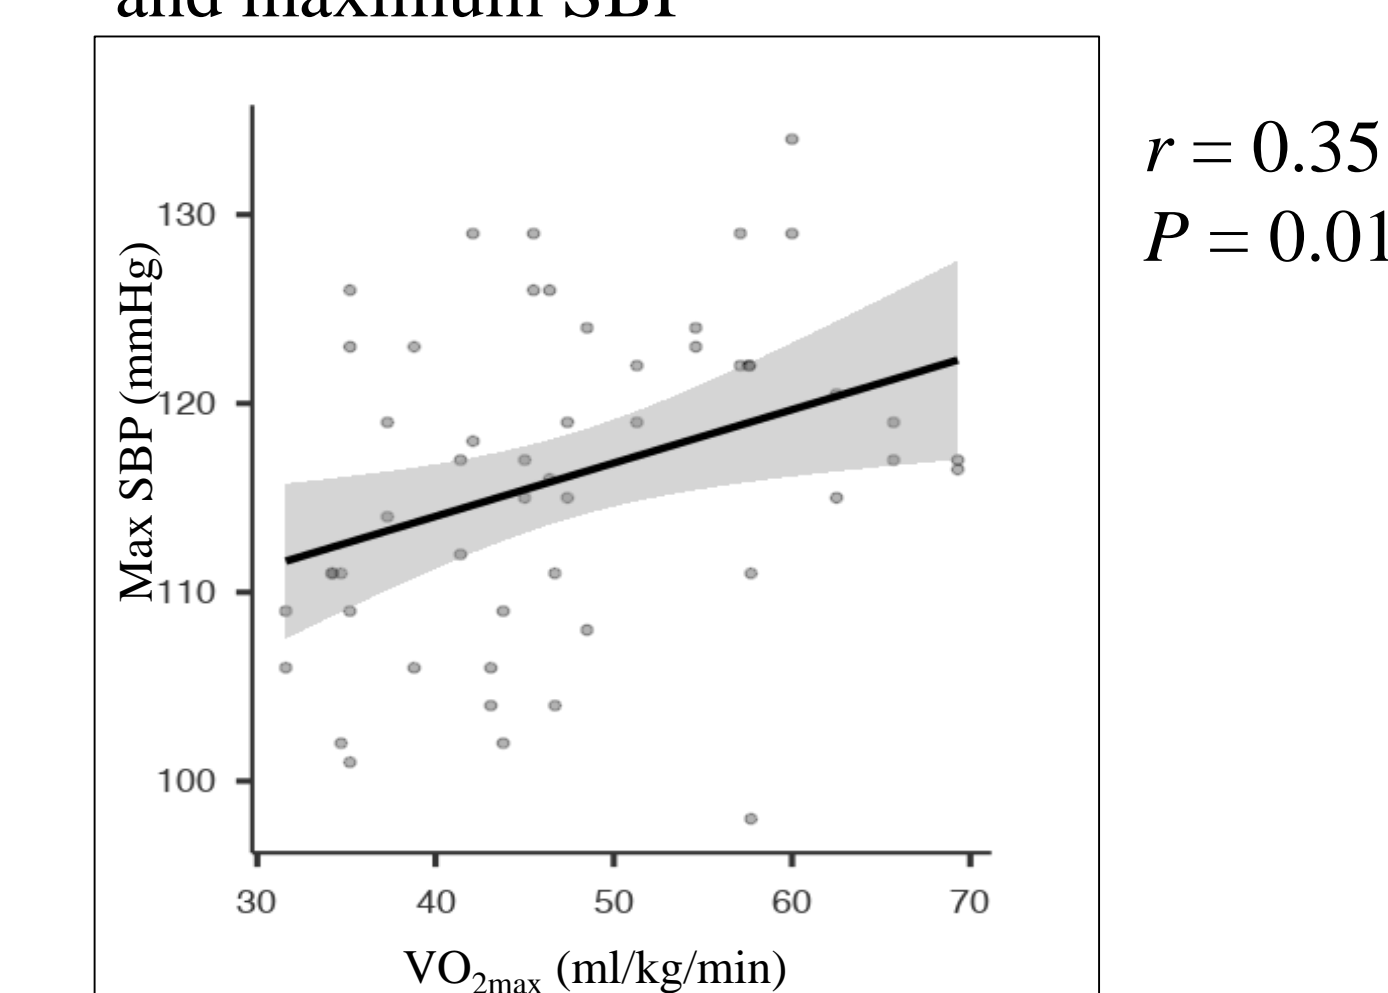 and maximum SBP
r = 0.35
P = 0.01
Max SBP (mmHg)
130
120
110
100
30 40 50 60 70
VO2max (ml/kg/min)